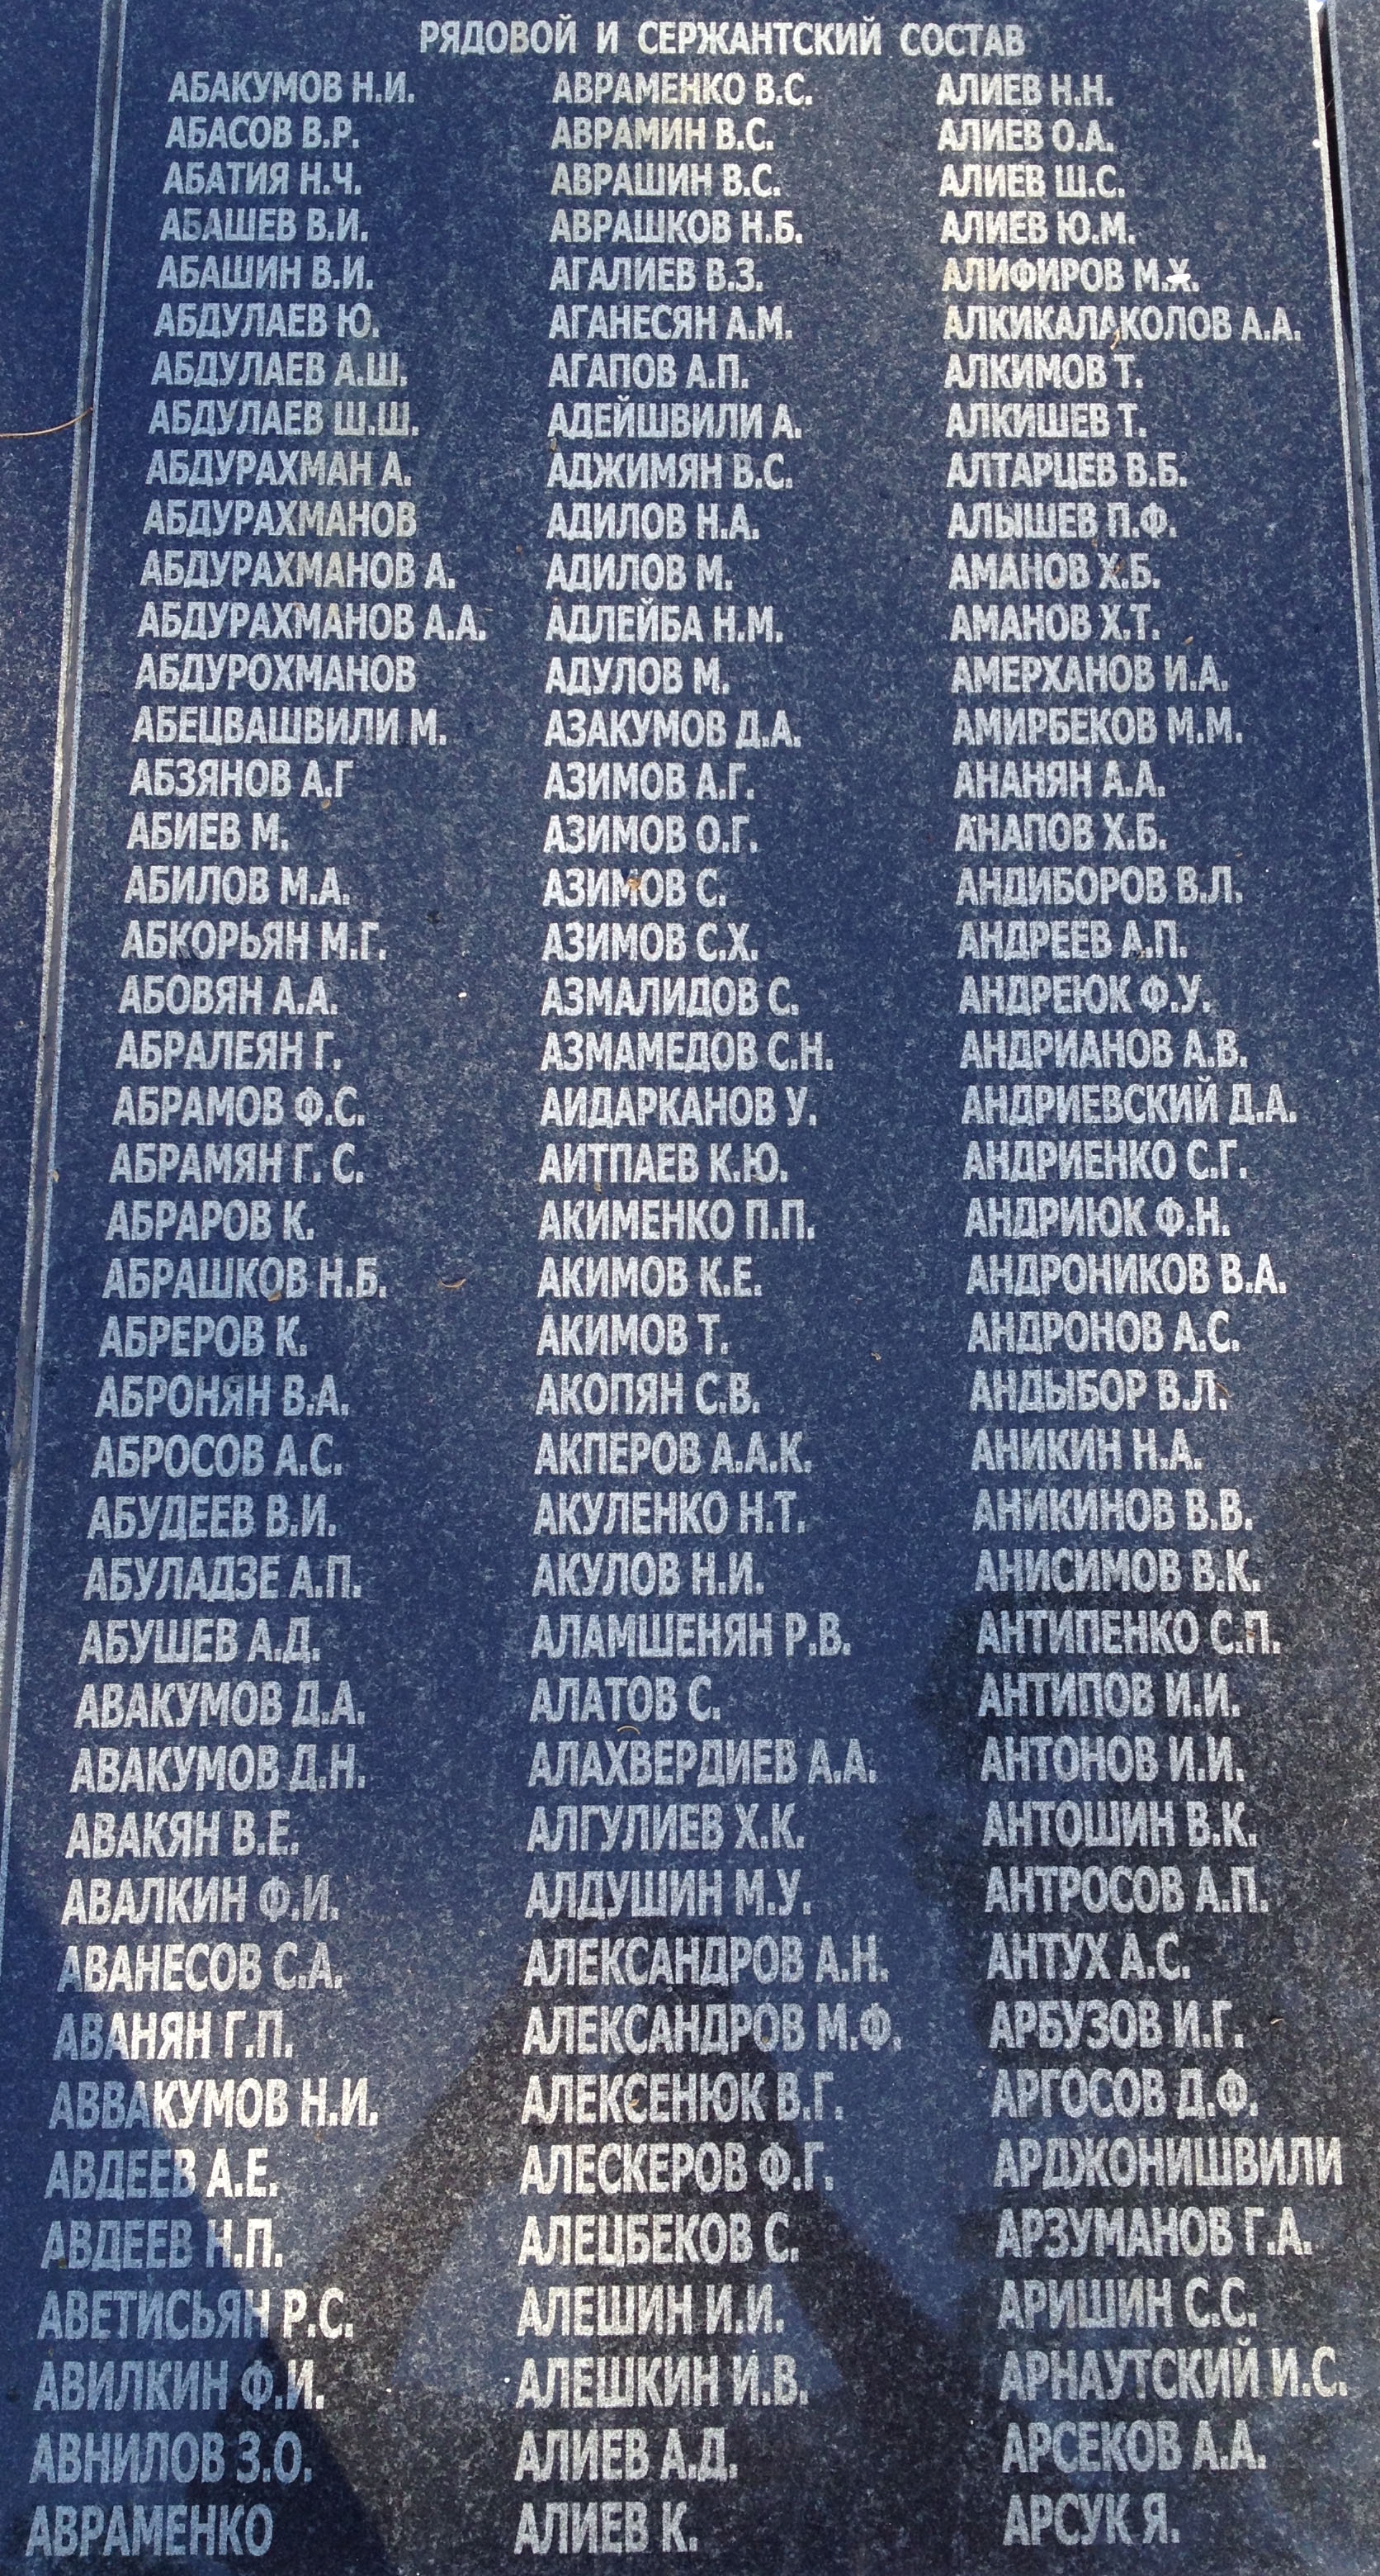 РЯДОВОЙ И СЕРЖАНТСКИЙ СОСТАВ
АБАКУМОВ Н.И.
АБАСОВ В.Р.
АБАТИЯ Н.Ч.
АБАШЕВ В.И.
АБАШИН В.И.
АБДУЛАЕВ Ю.
АБДУЛАЕВ А.Ш.
АБДУЛАЕВ Ш.Ш.
АБДУРАХМАН А.
АБДУРАХМАНОВ
АБДУРАХМАНОВ А.
АБДУРАХМАНОВ А.А.
АБДУРОХМАНОВ
АБЕЦВАШВИЛИ М.
АБЗЯНОВ А.Г
АБИЕВ М.
АБИЛОВ М.А.
АБКОРЬЯН М.Г.
АБОВЯН А.А.
АБРАЛЕЯН Г.
АБРАМОВ Ф.С.
АБРАМЯН Г. С.
АБРАРОВ К.
АБРАШКОВ Н.Б.
АБРЕРОВ К.
АБРОНЯН В.А.
АБРОСОВ А.С.
АБУДЕЕВ В.И.
АБУЛАДЗЕ А.П.
АБУШЕВ А.Д.
АВАКУМОВ Д.А.
АВАКУМОВ Д.Н.
АВАКЯН В.Е.
АВАЛКИН Ф.И.
АВАНЕСОВ С.А.
АВАНЯН Г.П.
АВВАКУМОВ Н.И.
АВДЕЕВ А.Е.
АВДЕЕВ Н.П.
АВЕТИСЬЯН Р.С.
АВИЛКИН Ф.И.
АВНИЛОВ З.О.
АВРАМЕНКО
АВРАМЕНКО В.С.
АВРАМИН В.С.
АВРАШИН В.С.
АВРАШКОВ Н.Б.
АГАЛИЕВ В.З.
АГАНЕСЯН А.М.
АГАПОВ А.П.
АДЕЙШВИЛИ А.
АДЖИМЯН В.С.
АДИЛОВ Н.А.
АДИЛОВ М.
АДЛЕЙБА Н.М.
АДУЛОВ М.
АЗАКУМОВ Д.А.
АЗИМОВ А.Г.
АЗИМОВ О.Г.
АЗИМОВ С.
АЗИМОВ С.Х.
АЗМАЛИДОВ С.
АЗМАМЕДОВ С.Н.
АИДАРКАНОВ У.
АИТПАЕВ К.Ю.
АКИМЕНКО П.П.
АКИМОВ К.Е.
АКИМОВ Т.
АКОПЯН С.В.
АКПЕРОВ А.А.К.
АКУЛЕНКО Н.Т.
АКУЛОВ Н.И.
АЛАМШЕНЯН Р.В.
АЛАТОВ С.
АЛАХВЕРДИЕВ А.А.
АЛГУЛИЕВ Х.К.
АЛДУШИН М.У.
АЛЕКСАНДРОВ А.Н.
АЛЕКСАНДРОВ М.Ф.
АЛЕКСЕНЮК В.Г.
АЛЕСКЕРОВ Ф.Г.
АЛЕЦБЕКОВ С.
АЛЕШИН И.И.
АЛЕШКИН И.В.
АЛИЕВ А.Д.
АЛИЕВ К.
АЛИЕВ Н.Н.
АЛИЕВ О.А.
АЛИЕВ Ш.С.
АЛИЕВ Ю.М.
АЛИФИРОВ М.Х.
АЛКИКАЛАКОЛОВ А.А.
АЛКИМОВ Т.
АЛКИШЕВ Т.
АЛТАРЦЕВ В.Б.
АЛЫШЕВ П.Ф.
АМАНОВ Х.Б.
АМАНОВ Х.Т.
АМЕРХАНОВ И.А.
АМИРБЕКОВ М.М.
АНАНЯН А.А.
АНАПОВ Х.Б.
АНДИБОРОВ В.Л.
АНДРЕЕВ А.П.
АНДРЕЮК Ф.У.
АНДРИАНОВ А.В.
АНДРИЕВСКИЙ Д.А.
АНДРИЕНКО С.Г.
АНДРИЮК Ф.Н.
АНДРОНИКОВ В.А.
АНДРОНОВ А.С.
АНДЫБОР В.Л.
АНИКИН Н.А.
АНИКИНОВ В.В.
АНИСИМОВ В.К.
АНТИПЕНКО С.П.
АНТИПОВ И.И.
АНТОНОВ И.И.
АНТОШИН В.К.
АНТРОСОВ А.П.
АНТУХ А.С.
АРБУЗОВ И.Г.
АРГОСОВ Д.Ф.
АРДЖОНИШВИЛИ
АРЗУМАНОВ Г.А.
АРИШИН С.С.
АРНАУТСКИЙ И.С.
АРСЕКОВ А.А.
АРСУК Я.